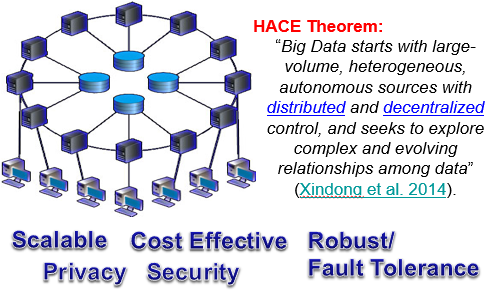 HACE Theorem:
“Big Data starts with large-
volume, heterogeneous,
autonomous sources with
distributed and decentralized
control, and seeks to explore
complex and evolving
relationships among data”
(Xindong et al. 2014).
Scalable Cost Effective Robust/
Privacy Security Fault Tolerance